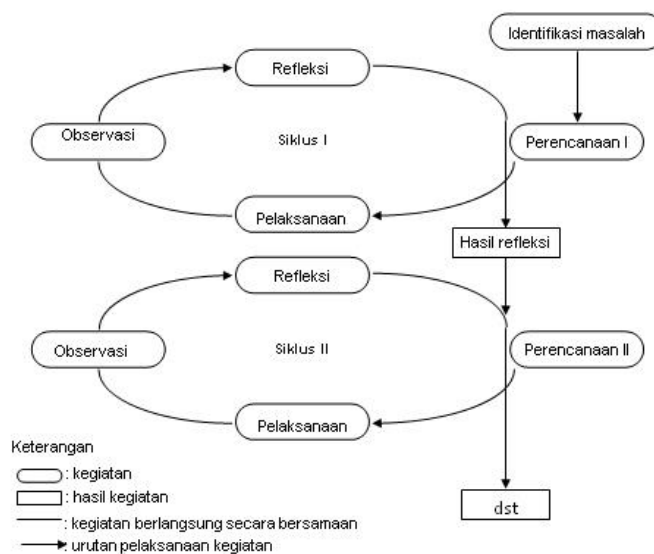 Identifikasi masalah
Refleksi
Observasi
Siklus I
Perencanaan I
Pelaksanaan
Hasil refleksi
Refleksi
Observasi
Siklus II
Perencanaan II
Pelaksanaan
Keterangan
: kegiatan
: hasil kegiatan
: kegiatan berlangsung secara bersamaan
: urutan pelaksanaan kegiatan
dst